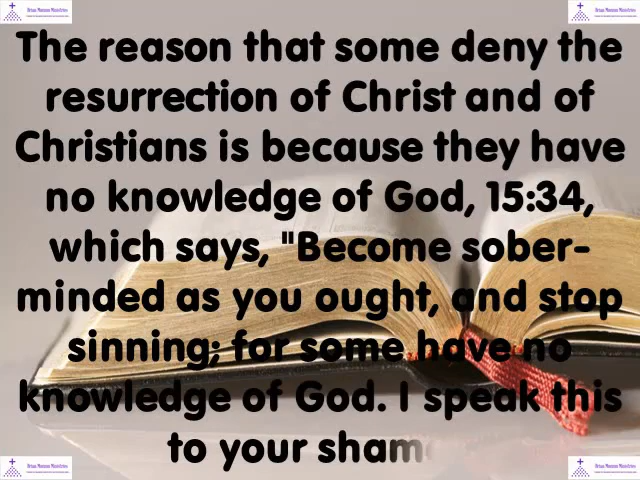 The reason that some deny the
resurrection of Christ and of
Christians is because they have
no knowledge of God, 15:34,
which says, "Become sober-
minded as you ought, and stop
sinning; for some have no
knowledge of God. I speak this
to your sham